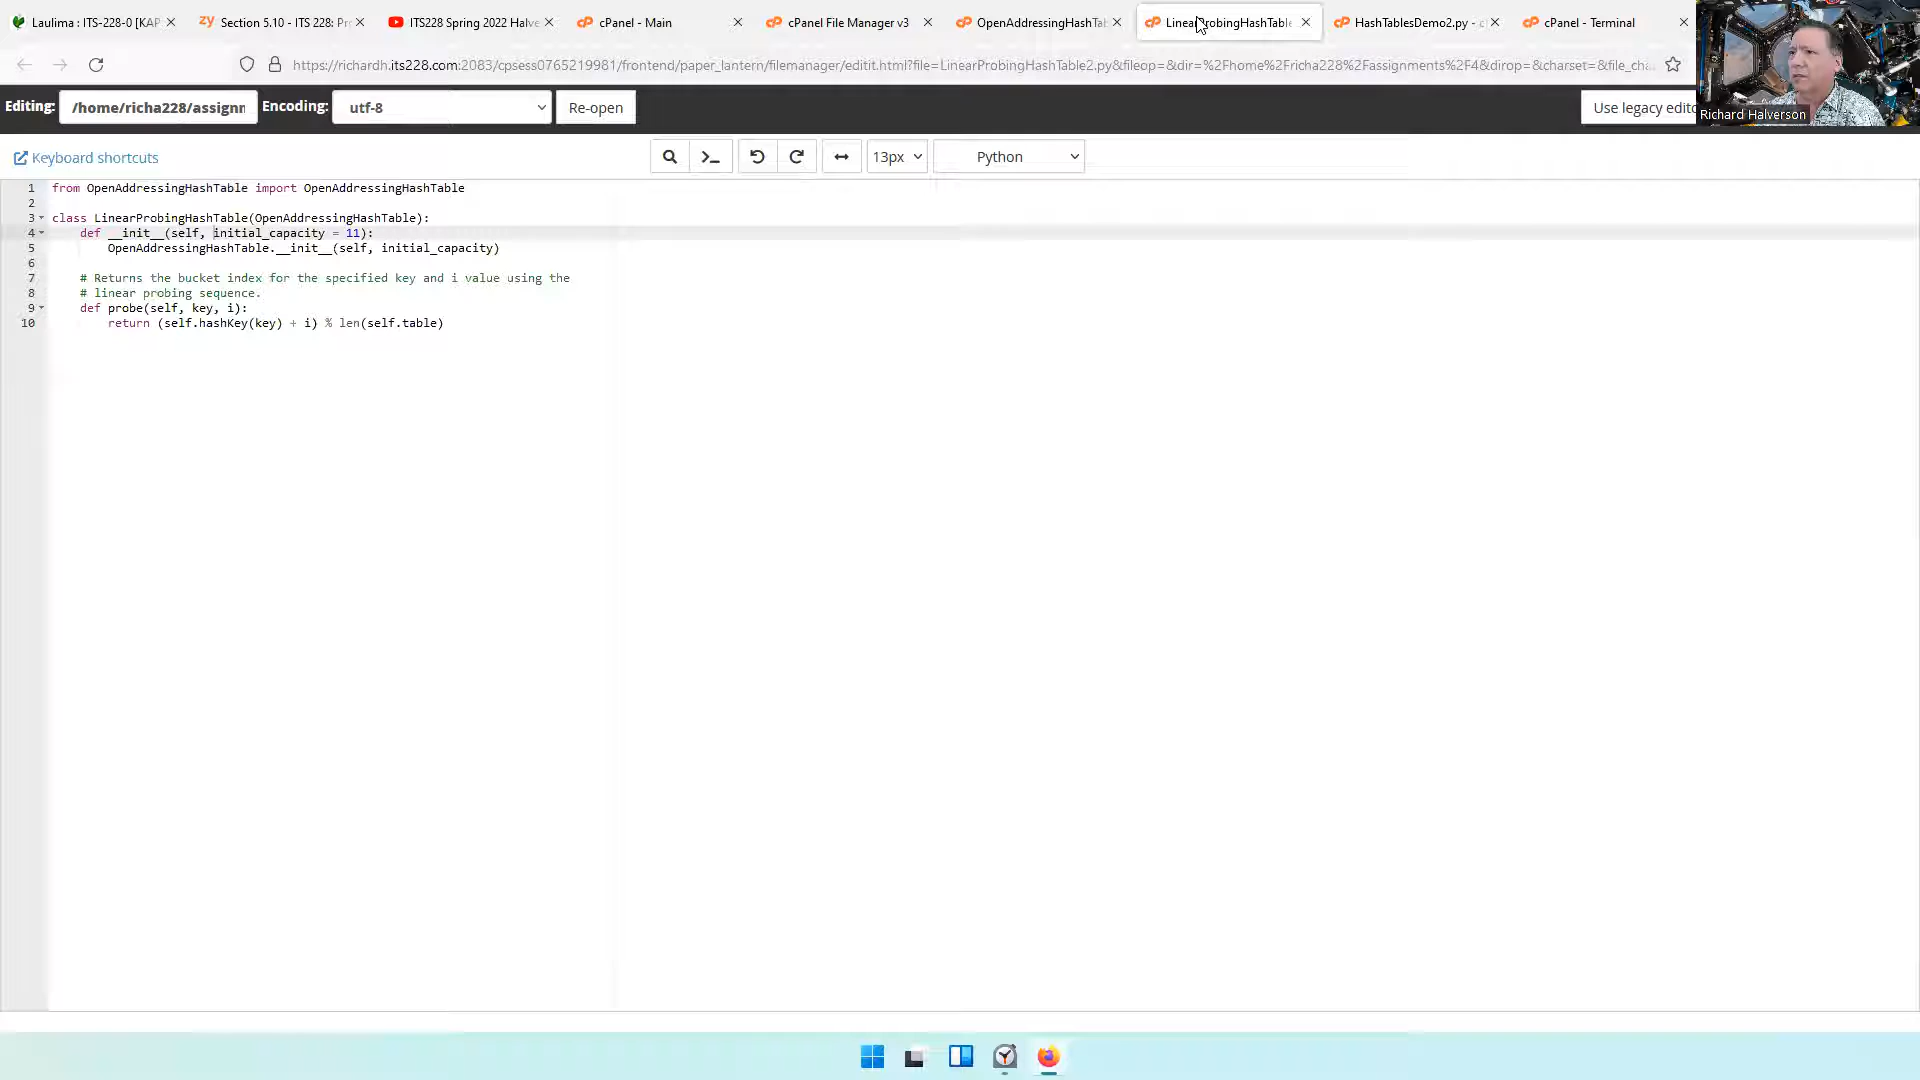 Laulima : ITS-228-0 [KAP
Section 5.10 - ITS 228: Pr
ITS228 Spring 2022 Halve
cPanel - Main
cPanel File Manager v3
OpenAddressingHashTab
LinearProbingHashTable
HashTablesDemo2.py - c
cPanel - Terminal
https://richardh.its228.com:2083/cpsess0765219981/frontend/paper_lantern/filemanager/editit.html?file=LinearProbingHashTable2.py&fileop=&dir=%2Fhome%2Fricha228%2Fassignments%2F4&dirop=&charset=&file_cha
Editing: /home/richa228/assignn Encoding: utf-8 Re-open Use legacy edito
Richard Halverson
Keyboard shortcuts 13px Python
1 from OpenAddressingHashTable import OpenAddressingHashTable
2
3 class LinearProbingHashTable(OpenAddressingHashTable):
4 def __init__(self, initial_capacity = 11):
5 OpenAddressingHashTable.__init__(self, initial_capacity)
6
7 # Returns the bucket index for the specified key and i value using the
8 # linear probing sequence.
9 def probe(self, key, i):
10 return (self.hashKey(key) + i) % len(self.table)